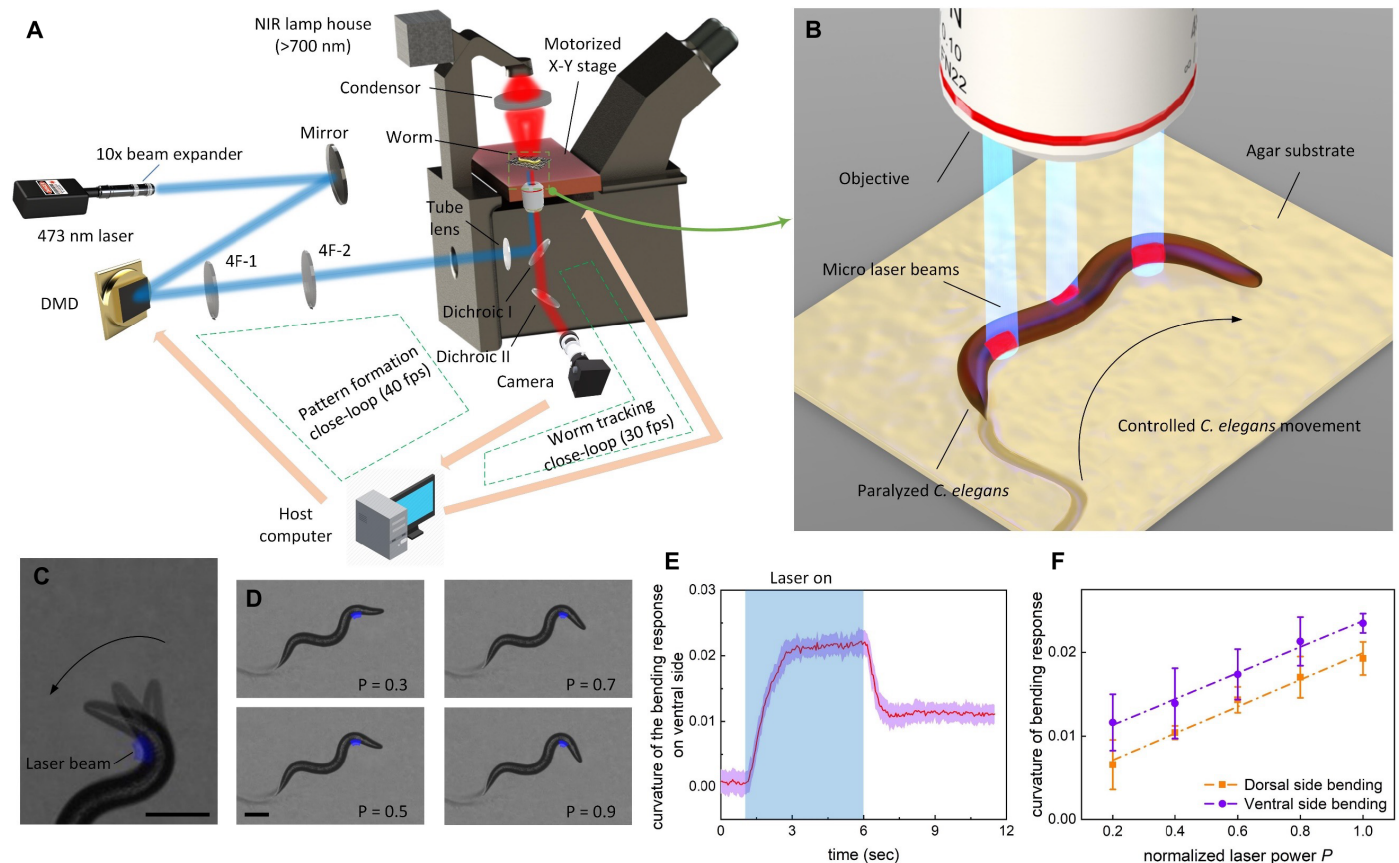 A
NIR lamp house
(>700 nm)
Motorized
X-Y stage
Condensor
Worm
Mirror
10x beam expander
473 nm laser
Tube
lens
4F-1
4F-2
DMD
Dichroic I
Dichroic II
Camera
Pattern formation
close-loop (40 fps)
Worm tracking
close-loop (30 fps)
Host
computer
B
N
0.10
FN22
Objective
Agar substrate
Micro laser beams
Controlled C. elegans movement
Paralyzed C. elegans
C
Laser beam
D
P = 0.3
P = 0.7
P = 0.5
P = 0.9
E
Laser on
curvature of the bending response
on ventral side
0.03
0.02
0.01
0.00
0
3
6
9
12
time (sec)
F
curvature of bending response
0.02
0.01
0.00
Dorsal side bending
Ventral side bending
0.2
0.4
0.6
0.8
1.0
normalized laser power P